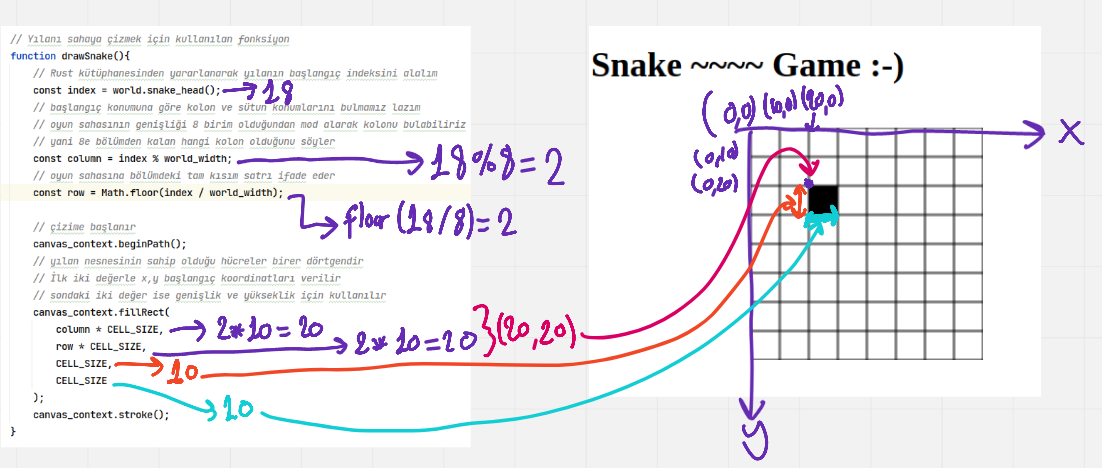 // Yılanı sahaya çizmek için kullanılan fonksiyon
function drawSnake(){
// Rust kütüphanesinden yararlanarak yılanın başlangıç indeksini alalım
const index = world.snake_head(); 18
// başlangıç konumuna göre kolon ve sütun konumlarını bulmamız lazım
// oyun sahasının genişliği 8 birim olduğundan mod alarak kolonu bulabiliriz
// yani 8e bölümden kalan hangi kolon olduğunu söyler
const column = index % world_width; 18%8=2
// oyun sahasına bölümdeki tam kısım satrı ifade eder
const row = Math.floor(index / world_width);
floor(18/8)=2
// çizime başlanır
canvas_context.beginPath();
// yılan nesnesinin sahip olduğu hücreler birer dörtgendir
// İlk iki değerle x,y başlangıç koordinatları verilir
// sondaki iki değer ise genişlik ve yükseklik için kullanılır
canvas_context.fillRect(
column * CELL_SIZE, 2*10=20
row * CELL_SIZE, 2*10=20 }(20,20)
CELL_SIZE, 10
CELL_SIZE 10
);
canvas_context.stroke();
}
Snake ~~~~ Game :-)
(0,0) (10,0) (20,0)
x
(0,10)
(0,20)
y